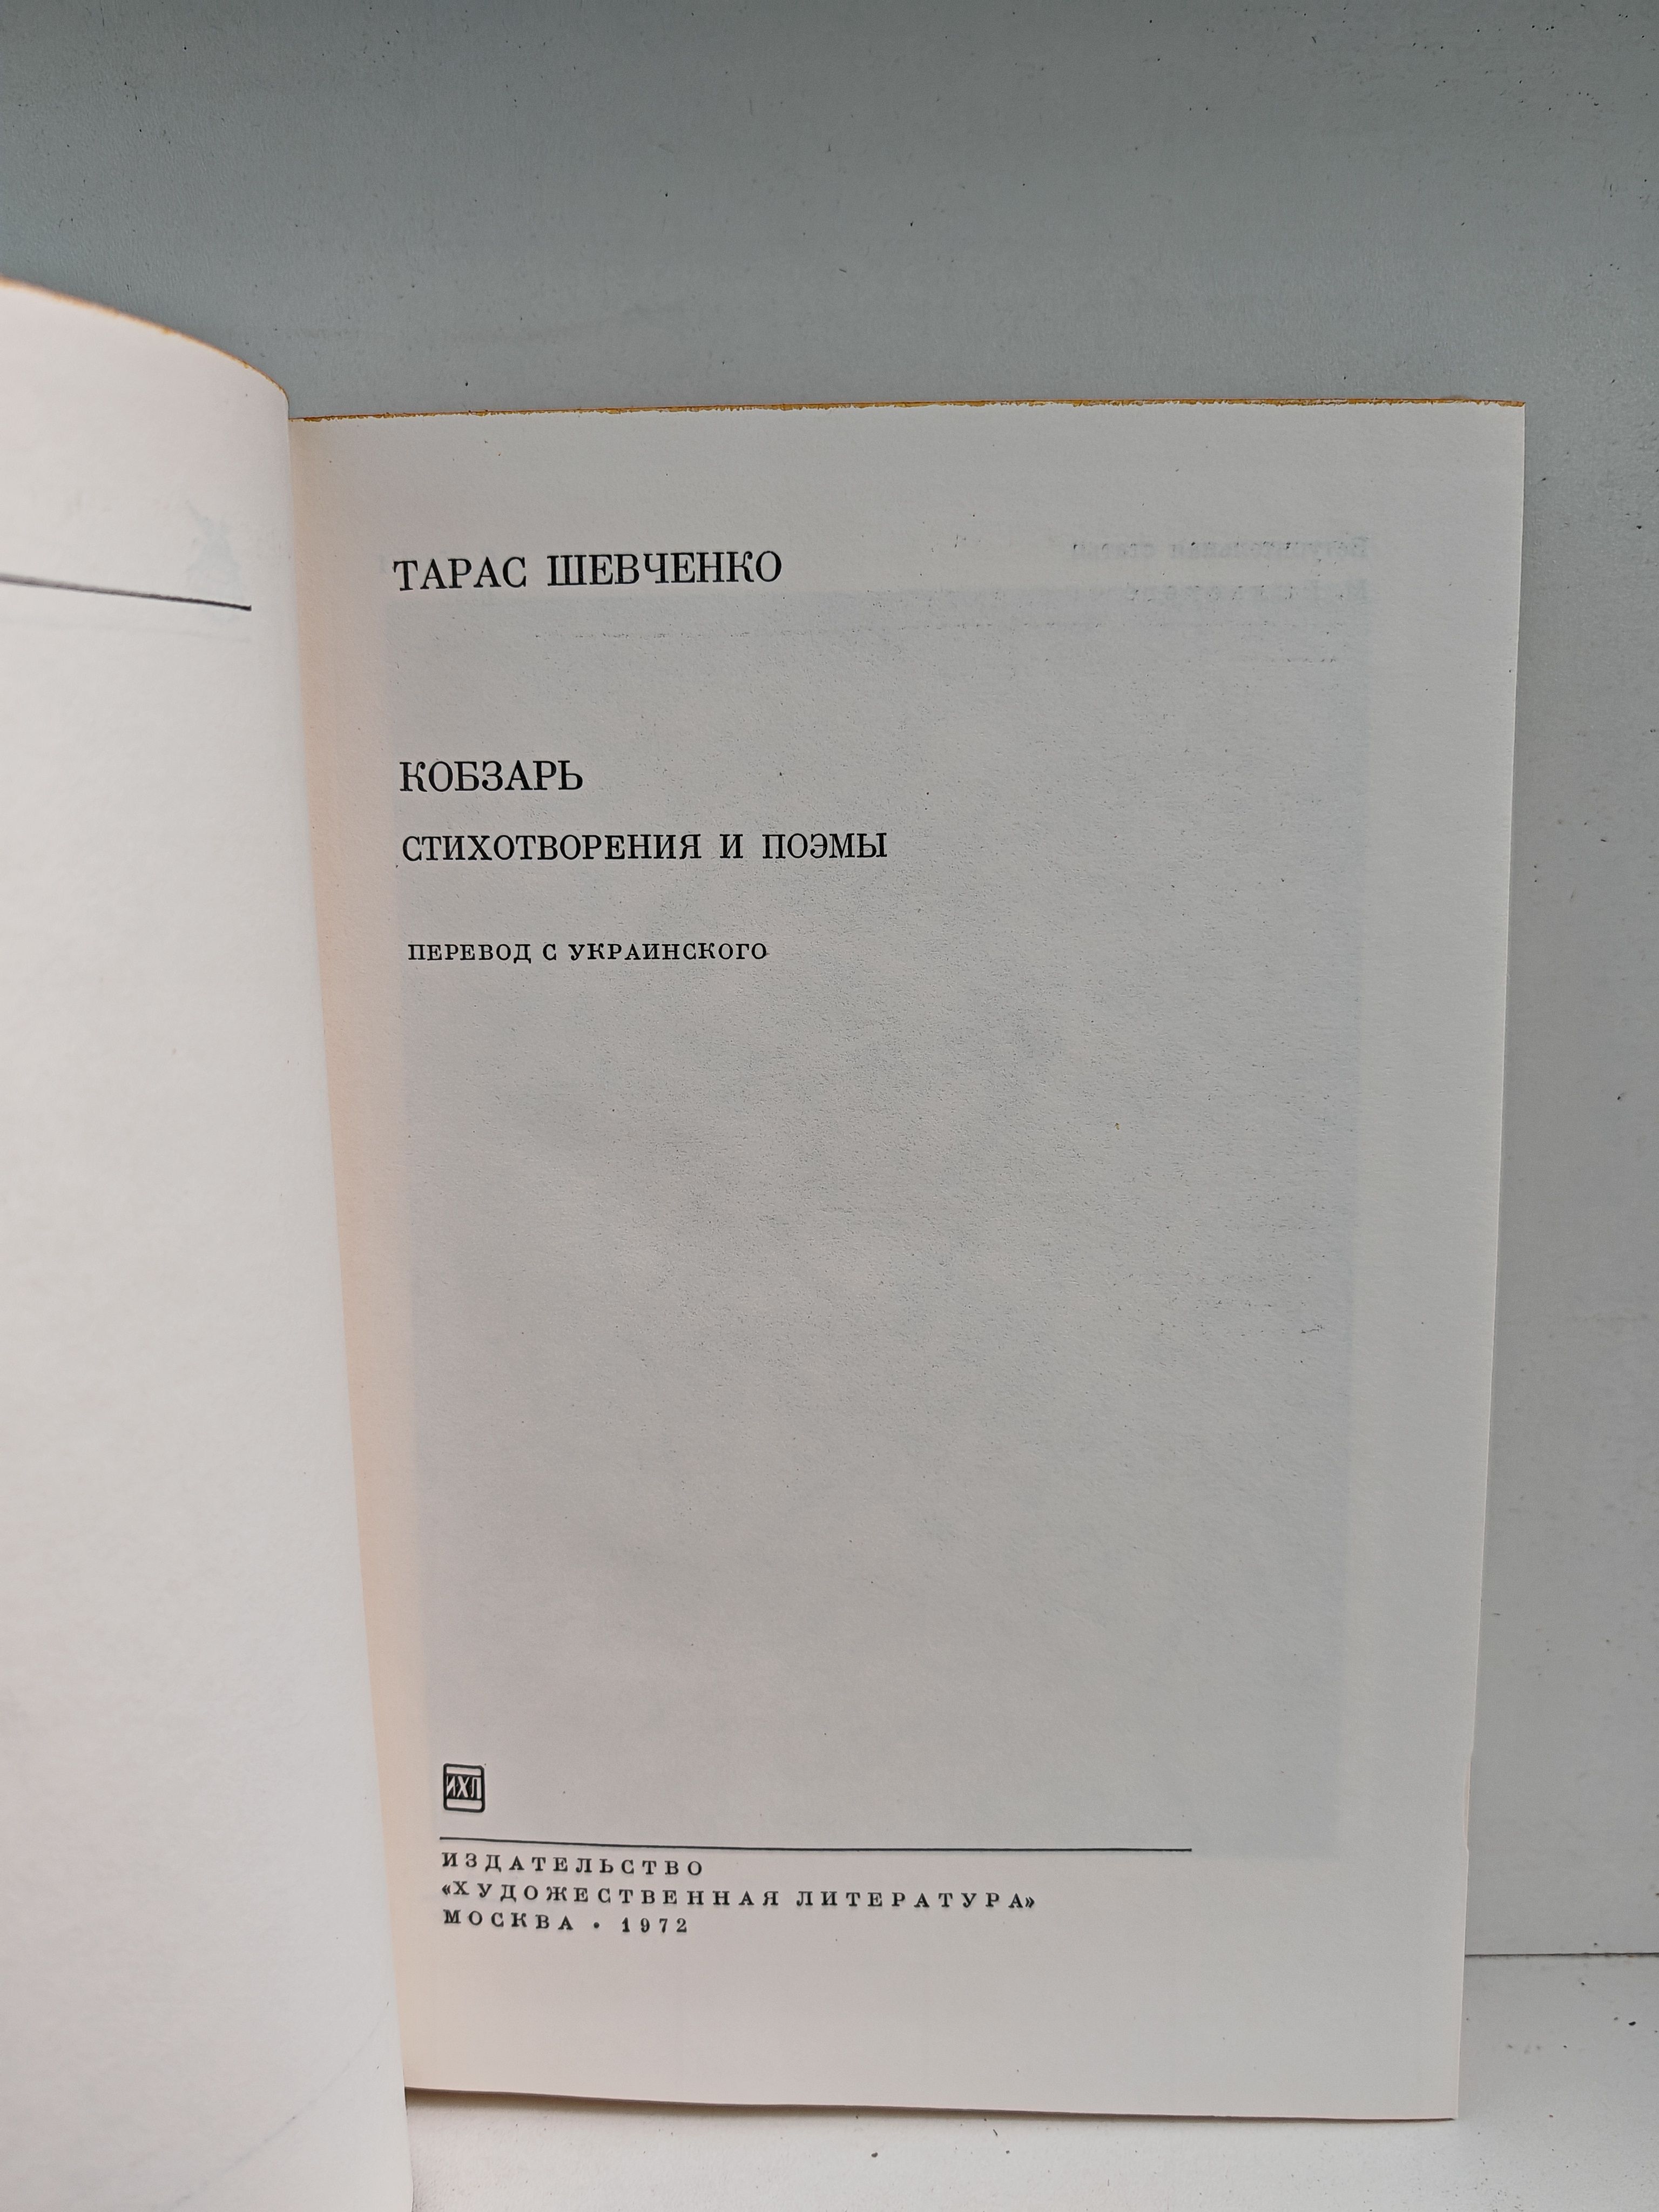 ТАРАС ШЕВЧЕНКО
КОБЗАРЬ
СТИХОТВОРЕНИЯ И ПОЭМЫ
ПЕРЕВОД С УКРАИНСКОГО
ИХЛ
ИЗДАТЕЛЬСТВО
«ХУДОЖЕСТВЕННАЯ ЛИТЕРАТУРА»
МОСКВА • 1972